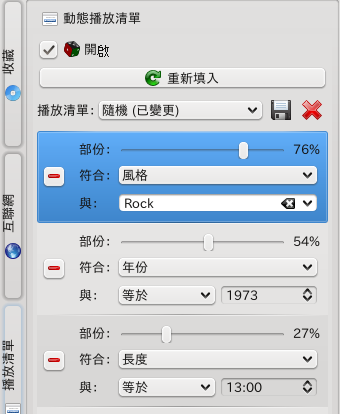 收藏
互聯網
播放清單
動態播放清單
開啟
重新填入
播放清單: 隨機 (已變更)
部份: 76%
符合: 風格
與: Rock
部份: 54%
符合: 年份
與: 等於 1973
部份: 27%
符合: 長度
與: 等於 13:00